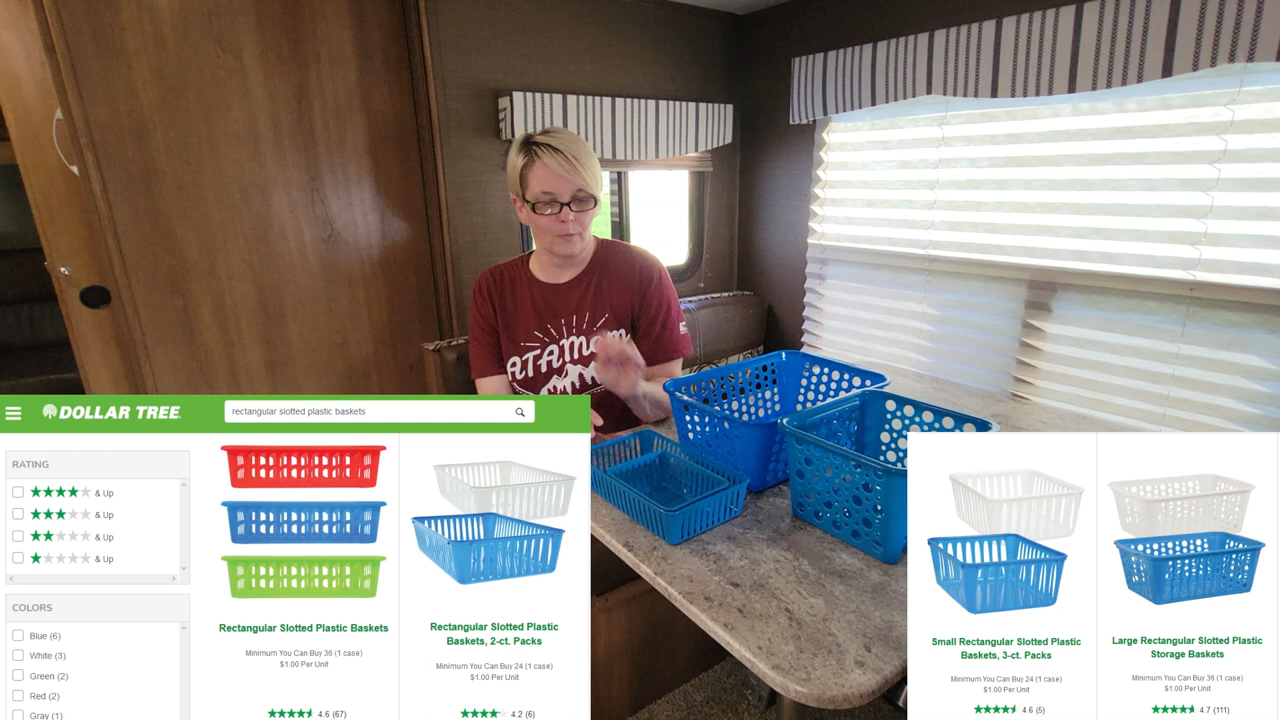 ATAMom
DOLLAR TREE
rectangular slotted plastic baskets
RATING
& Up
& Up
& Up
& Up
COLORS
Blue (6)
White (3)
Green (2)
Red (2)
Gray (1)
Rectangular Slotted Plastic Baskets
Minimum You Can Buy 36 (1 case)
$1.00 Per Unit
4.6 (67)
Rectangular Slotted Plastic
Baskets, 2-ct. Packs
Minimum You Can Buy 24 (1 case)
$1.00 Per Unit
4.2 (6)
Small Rectangular Slotted Plastic
Baskets, 3-ct. Packs
Minimum You Can Buy 24 (1 case)
$1.00 Per Unit
4.6 (5)
Large Rectangular Slotted Plastic
Storage Baskets
Minimum You Can Buy 36 (1 case)
$1.00 Per Unit
4.7 (111)